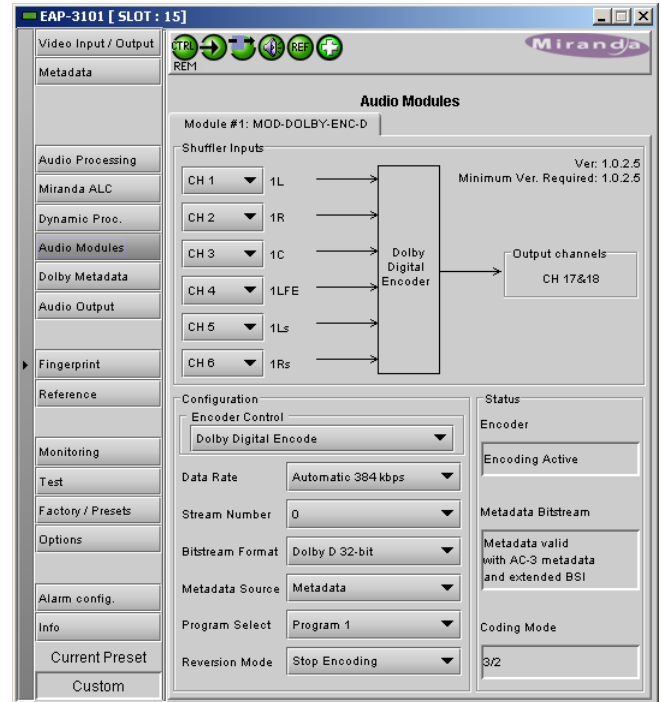 EAP-3101 [ SLOT : 15]
Video Input / Output
Metadata
Audio Processing
Miranda ALC
Dynamic Proc.
Audio Modules
Dolby Metadata
Audio Output
Fingerprint
Reference
Monitoring
Test
Factory / Presets
Options
Alarm config.
Info
Current Preset
Custom
CTRL
REF
REM
Miranda
Audio Modules
Module #1: MOD-DOLBY-ENC-D
Shuffler Inputs
Ver: 1.0.2.5
Minimum Ver. Required: 1.0.2.5
CH 1 1L
CH 2 1R
CH 3 1C
CH 4 1LFE
CH 5 1Ls
CH 6 1Rs
Dolby
Digital
Encoder
Output channels
CH 17&18
Configuration
Encoder Control
Dolby Digital Encode
Data Rate Automatic 384 kbps
Stream Number 0
Bitstream Format Dolby D 32-bit
Metadata Source Metadata
Program Select Program 1
Reversion Mode Stop Encoding
Status
Encoder
Encoding Active
Metadata Bitstream
Metadata valid
with AC-3 metadata
and extended BSI
Coding Mode
3/2